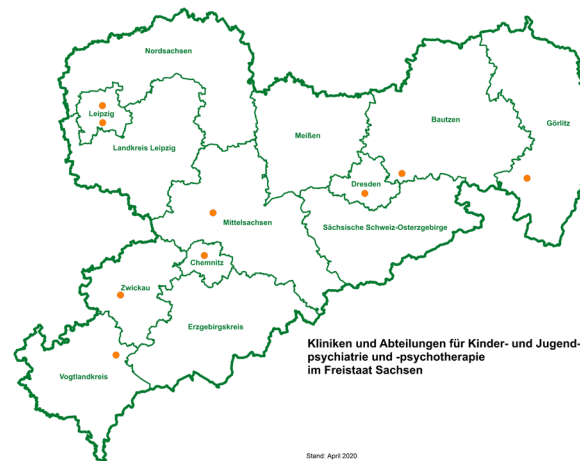 Nordsachsen
Leipzig
Landkreis Leipzig
Meißen
Bautzen
Görlitz
Dresden
Mittelsachsen
Sächsische Schweiz-Osterzgebirge
Chemnitz
Zwickau
Erzgebirgskreis
Vogtlandkreis
Kliniken und Abteilungen für Kinder- und Jugend-
psychiatrie und -psychotherapie
im Freistaat Sachsen
Stand: April 2020